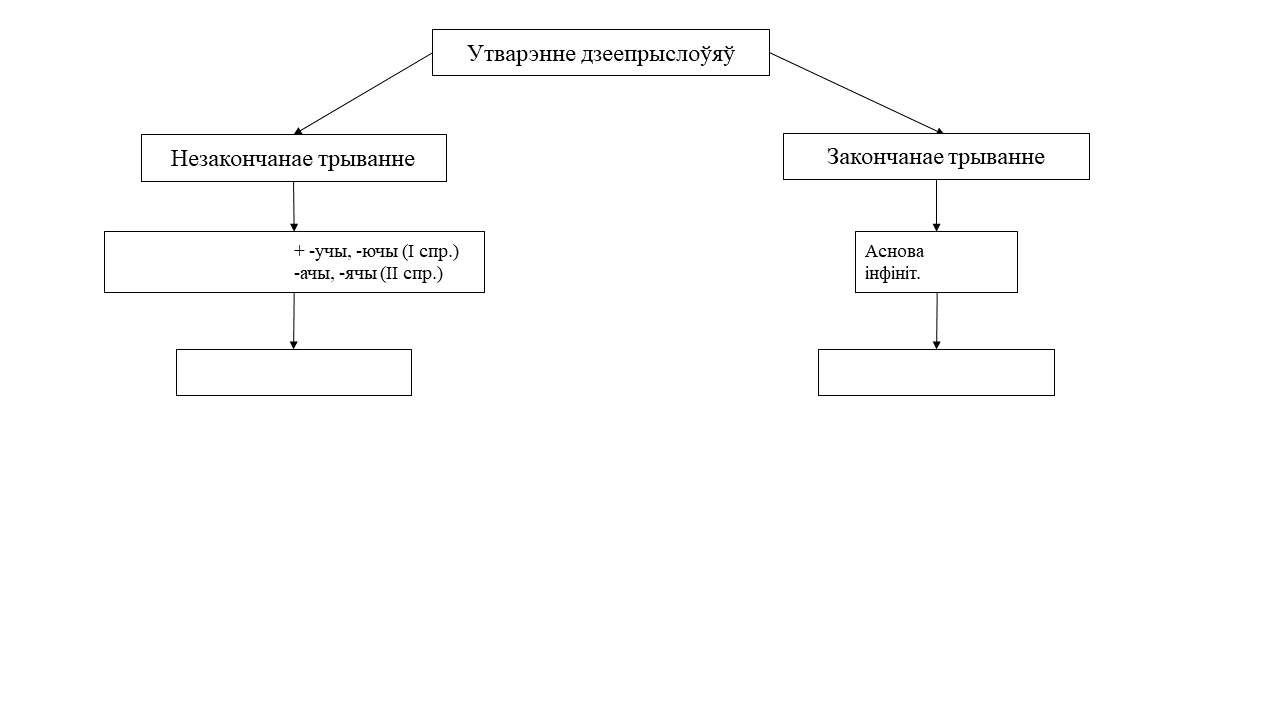 Утварэнне дзеепрыслоўяў
Незакончанае трыванне
Закончанае трыванне
+ -учы, -ючы (І спр.)
-ачы, -ячы (ІІ спр.)
Аснова
інфініт.